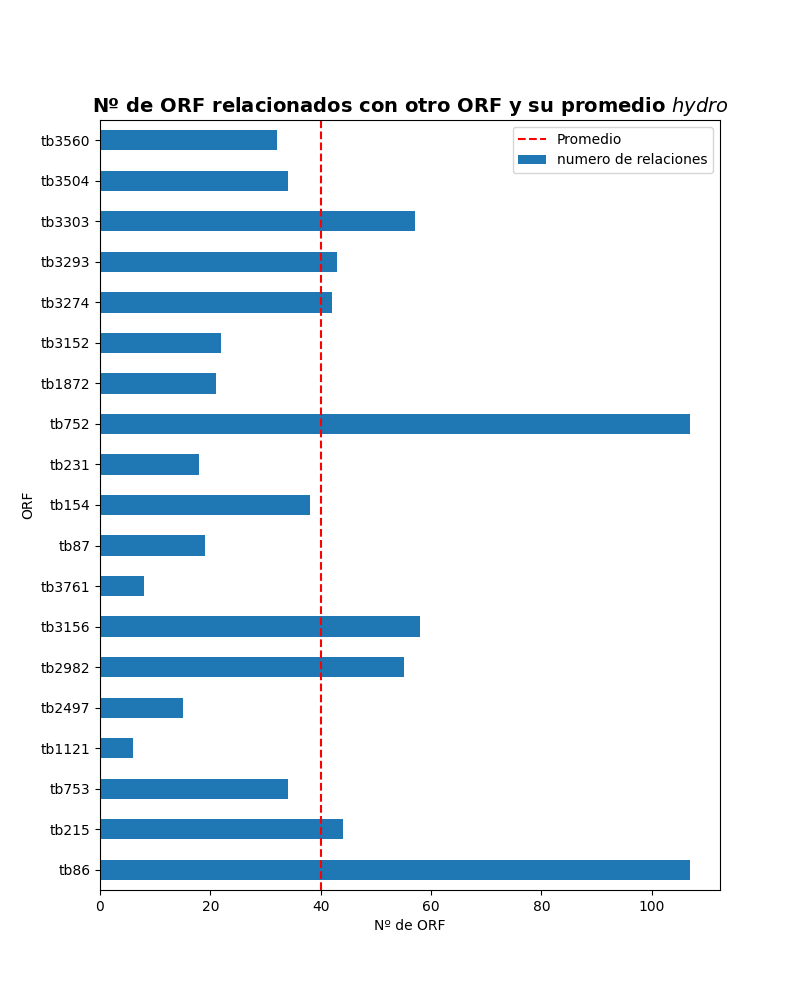 Nº de ORF relacionados con otro ORF y su promedio hydro
Promedio
numero de relaciones
tb3560
tb3504
tb3303
tb3293
tb3274
tb3152
tb1872
tb752
tb231
tb154
tb87
tb3761
tb3156
tb2982
tb2497
tb1121
tb753
tb215
tb86
ORF
0 20 40 60 80 100
Nº de ORF